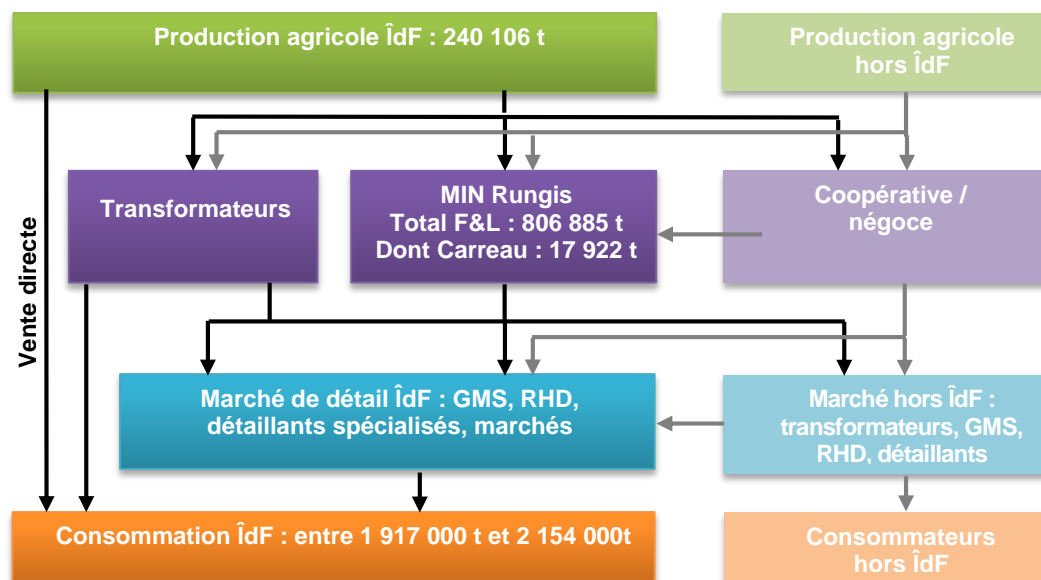 Production agricole ÎdF : 240 106 t
Production agricole
hors ÎdF
Transformateurs
MIN Rungis
Total F&L : 806 885 t
Dont Carreau : 17 922 t
Coopérative /
négoce
Vente directe
Marché de détail ÎdF : GMS, RHD,
détaillants spécialisés, marchés
Marché hors ÎdF :
transformateurs, GMS,
RHD, détaillants
Consommation ÎdF : entre 1 917 000 t et 2 154 000t
Consommateurs
hors ÎdF